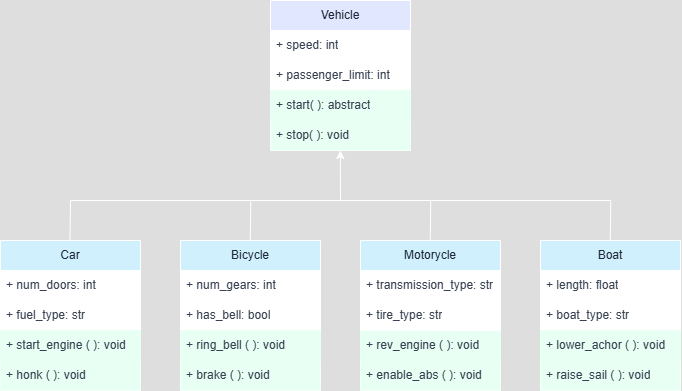 Vehicle
+ speed: int
+ passenger_limit: int
+ start( ): abstract
+ stop( ): void
Car
+ num_doors: int
+ fuel_type: str
+ start_engine ( ): void
+ honk ( ): void
Bicycle
+ num_gears: int
+ has_bell: bool
+ ring_bell ( ): void
+ brake ( ): void
Motorycle
+ transmission_type: str
+ tire_type: str
+ rev_engine ( ): void
+ enable_abs ( ): void
Boat
+ length: float
+ boat_type: str
+ lower_achor ( ): void
+ raise_sail ( ): void